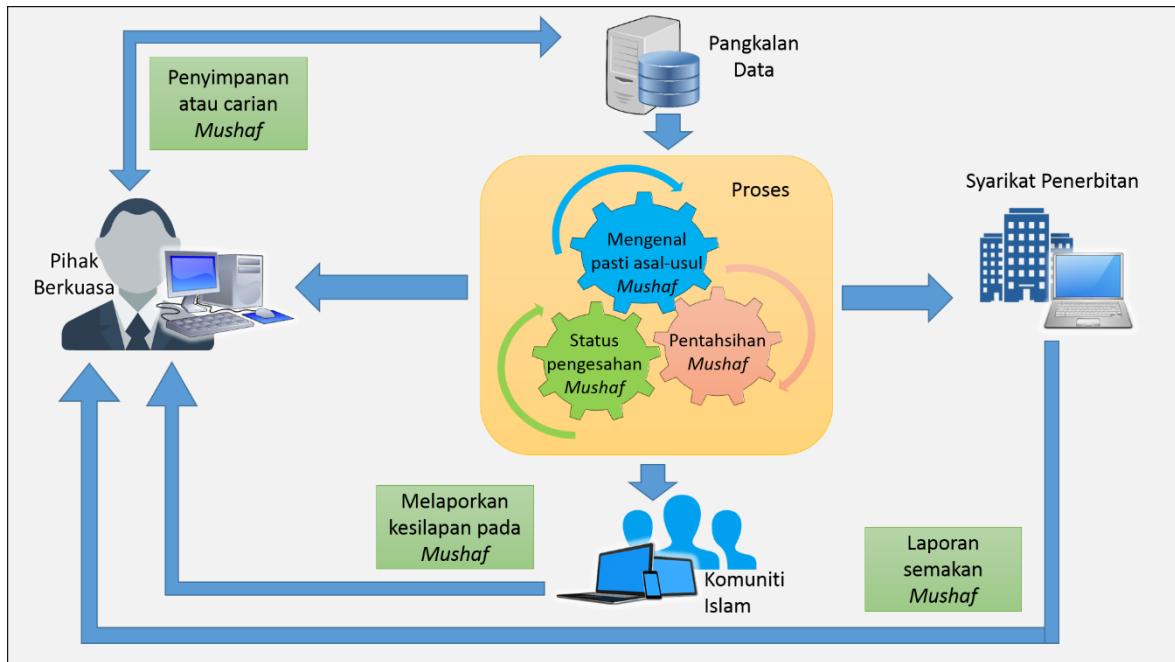 Penyimpanan
atau carian
Mushaf
Pangkalan
Data
Pihak
Berkuasa
Proses
Mengenal
pasti asal-usul
Mushaf
Status
pengesahan
Mushaf
Pentahsihan
Mushaf
Syarikat Penerbitan
Melaporkan
kesilapan pada
Mushaf
Komuniti
Islam
Laporan
semakan
Mushaf